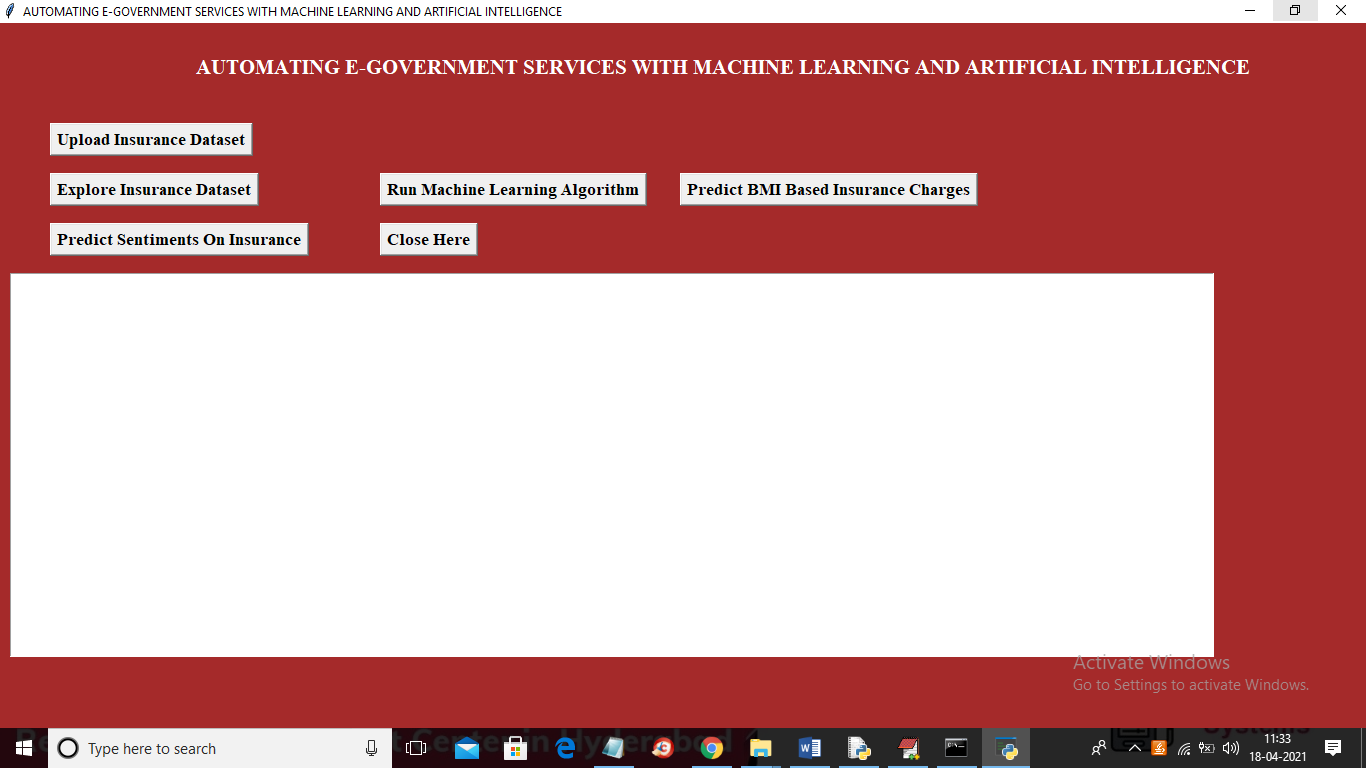 AUTOMATING E-GOVERNMENT SERVICES WITH MACHINE LEARNING AND ARTIFICIAL INTELLIGENCE
AUTOMATING E-GOVERNMENT SERVICES WITH MACHINE LEARNING AND ARTIFICIAL INTELLIGENCE
Upload Insurance Dataset
Explore Insurance Dataset Run Machine Learning Algorithm Predict BMI Based Insurance Charges
Predict Sentiments On Insurance Close Here
Activate Windows
Go to Settings to activate Windows.
Systems
Type here to search
11:33
18-04-2021